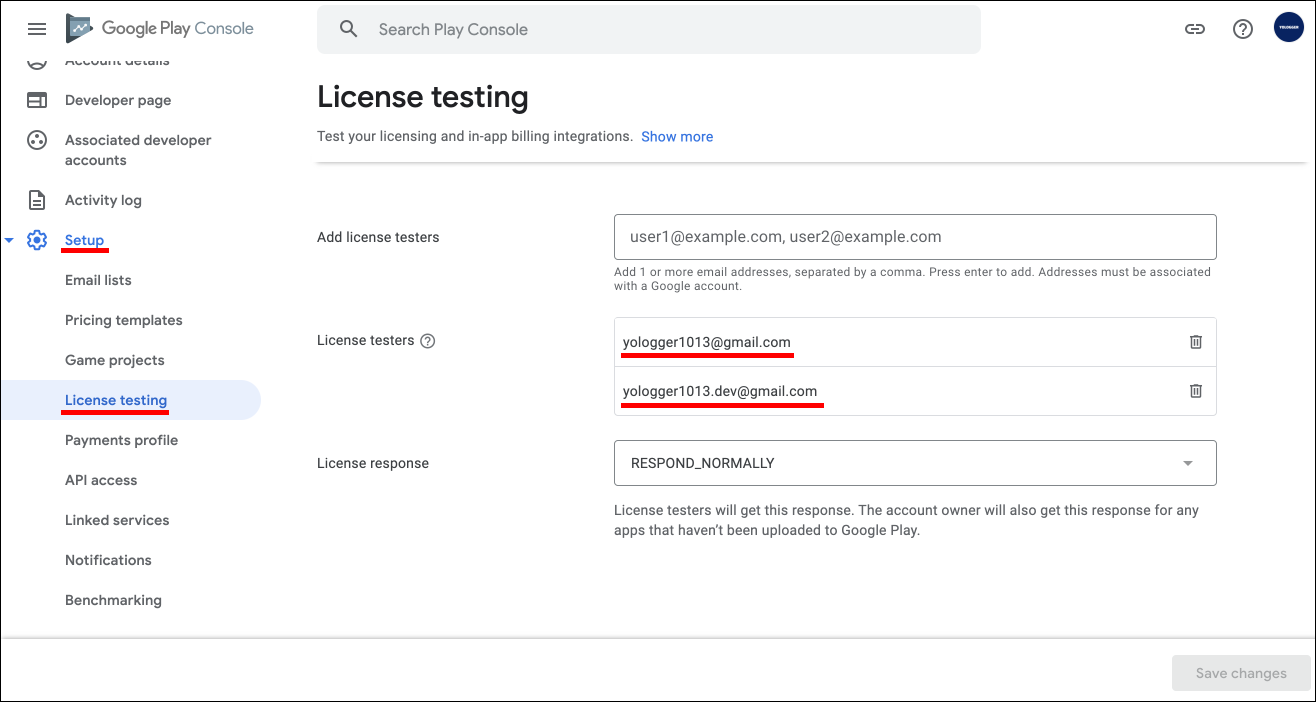 Google Play Console
Search Play Console
YOLOGGER
Account details
Developer page
Associated developer
accounts
Activity log
Setup
Email lists
Pricing templates
Game projects
License testing
Payments profile
API access
Linked services
Notifications
Benchmarking
License testing
Test your licensing and in-app billing integrations. Show more
Add license testers
user1@example.com, user2@example.com
Add 1 or more email addresses, separated by a comma. Press enter to add. Addresses must be associated
with a Google account.
License testers
yologger1013@gmail.com
yologger1013.dev@gmail.com
License response
RESPOND_NORMALLY
License testers will get this response. The account owner will also get this response for any
apps that haven’t been uploaded to Google Play.
Save changes